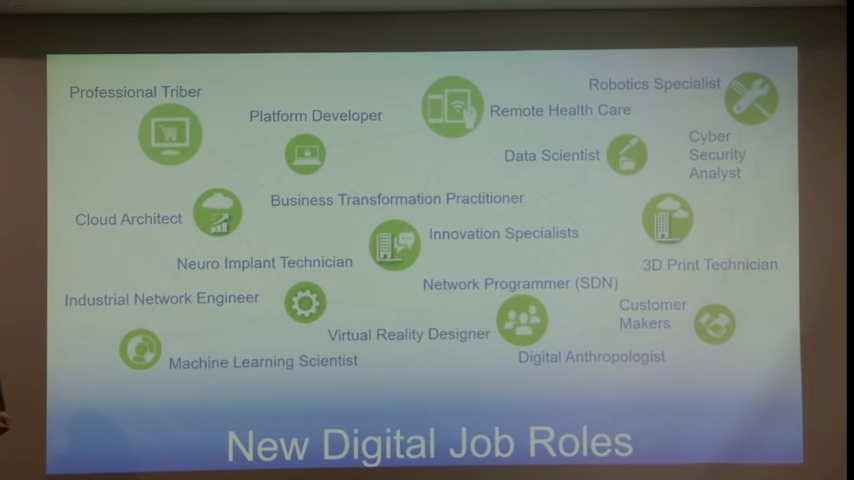 Professional Triber
Platform Developer
Remote Health Care
Robotics Specialist
Data Scientist
Cyber
Security
Analyst
Business Transformation Practitioner
Cloud Architect
Innovation Specialists
Neuro Implant Technician
3D Print Technician
Network Programmer (SDN)
Industrial Network Engineer
Customer
Makers
Virtual Reality Designer
Digital Anthropologist
Machine Learning Scientist
New Digital Job Roles